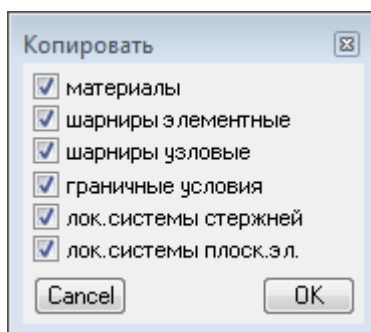 Копировать
материалы
шарниры элементные
шарниры узловые
граничные условия
лок.системы стержней
лок.системы плоск.эл.
Cancel OK